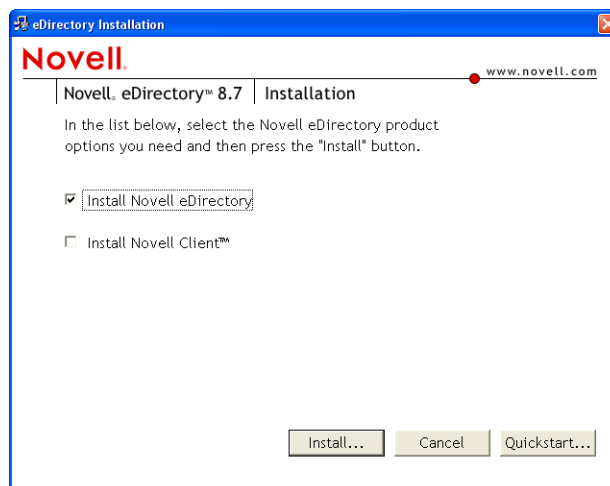 eDirectory Installation
Novell.
www.novell.com
Novell. eDirectory™ 8.7 Installation
In the list below, select the Novell eDirectory product
options you need and then press the "Install" button.
Install Novell eDirectory
Install Novell Client™
Install... Cancel Quickstart...